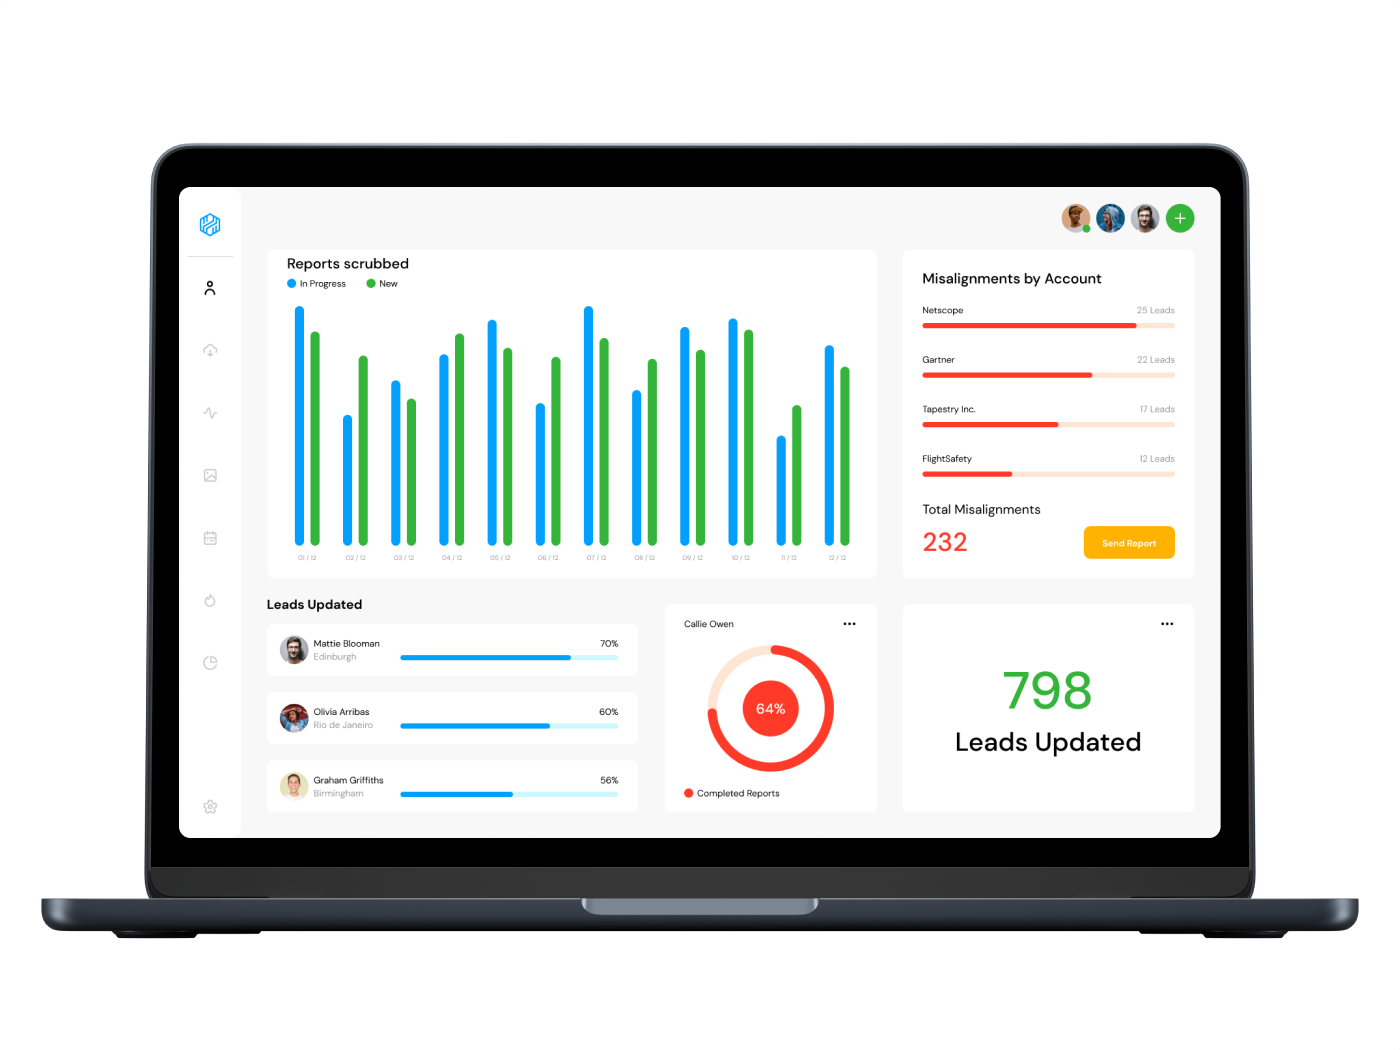 Reports scrubbed
In Progress New
01 / 12 02 / 12 03 / 12 04 / 12 05 / 12 06 / 12 07 / 12 08 / 12 09 / 12 10 / 12 11 / 12 12 / 12
Misalignments by Account
Netscope 25 Leads
Gartner 22 Leads
Tapestry Inc. 17 Leads
FlightSafety 12 Leads
Total Misalignments
232
Send Report
Leads Updated
Mattie Blooman 70%
Edinburgh
Olivia Arribas 60%
Rio de Janeiro
Graham Griffiths 56%
Birmingham
Callie Owen
64%
Completed Reports
798
Leads Updated